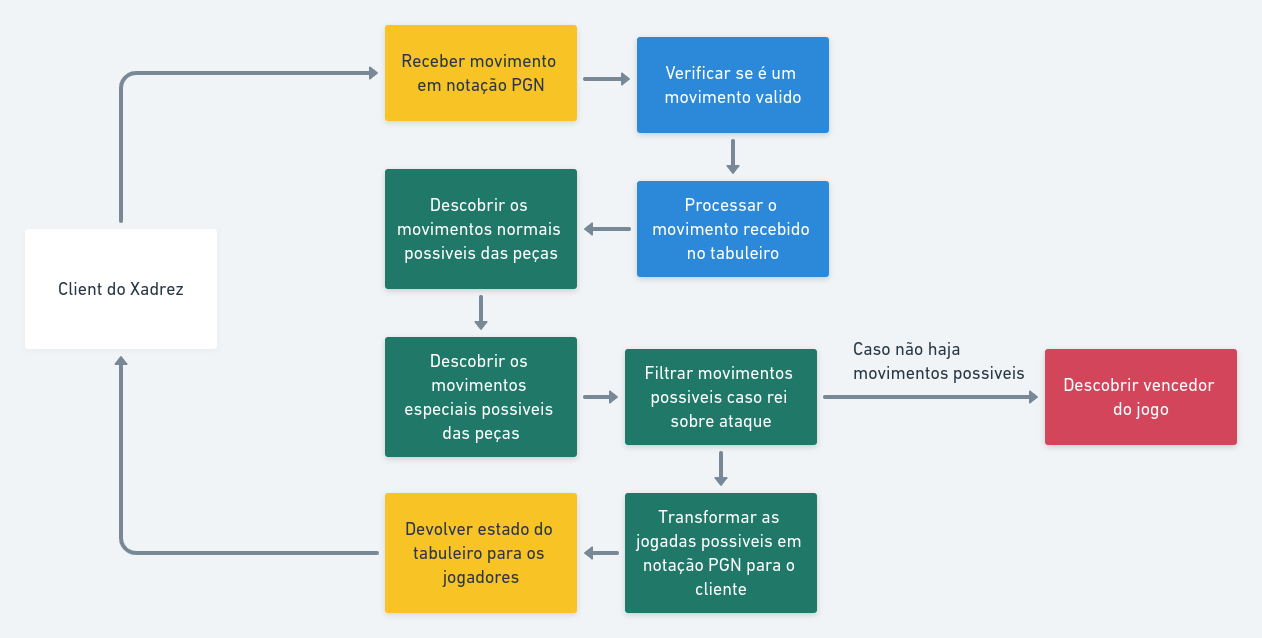 Receber movimento
em notação PGN
Verificar se é um
movimento valido
Descobrir os
movimentos normais
possiveis das peças
Processar o
movimento recebido
no tabuleiro
Client do Xadrez
Descobrir os
movimentos
especiais possiveis
das peças
Filtrar movimentos
possiveis caso rei
sobre ataque
Caso não haja
movimentos possiveis
Descobrir vencedor
do jogo
Devolver estado do
tabuleiro para os
jogadores
Transformar as
jogadas possiveis em
notação PGN para o
cliente